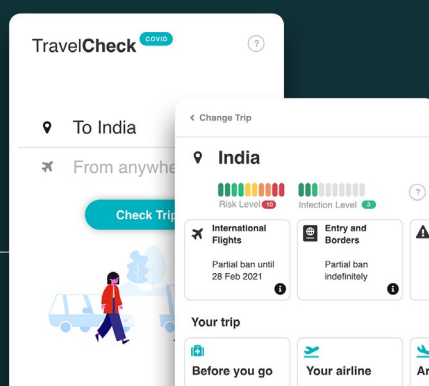 TravelCheck COVID
?
To India
From anywhe
Check Trip
Change Trip
India
Risk Level 10
Infection Level 3
?
International Flights
Partial ban until
28 Feb 2021
Entry and
Borders
Partial ban
indefinitely
Your trip
Before you go
Your airline
Ar